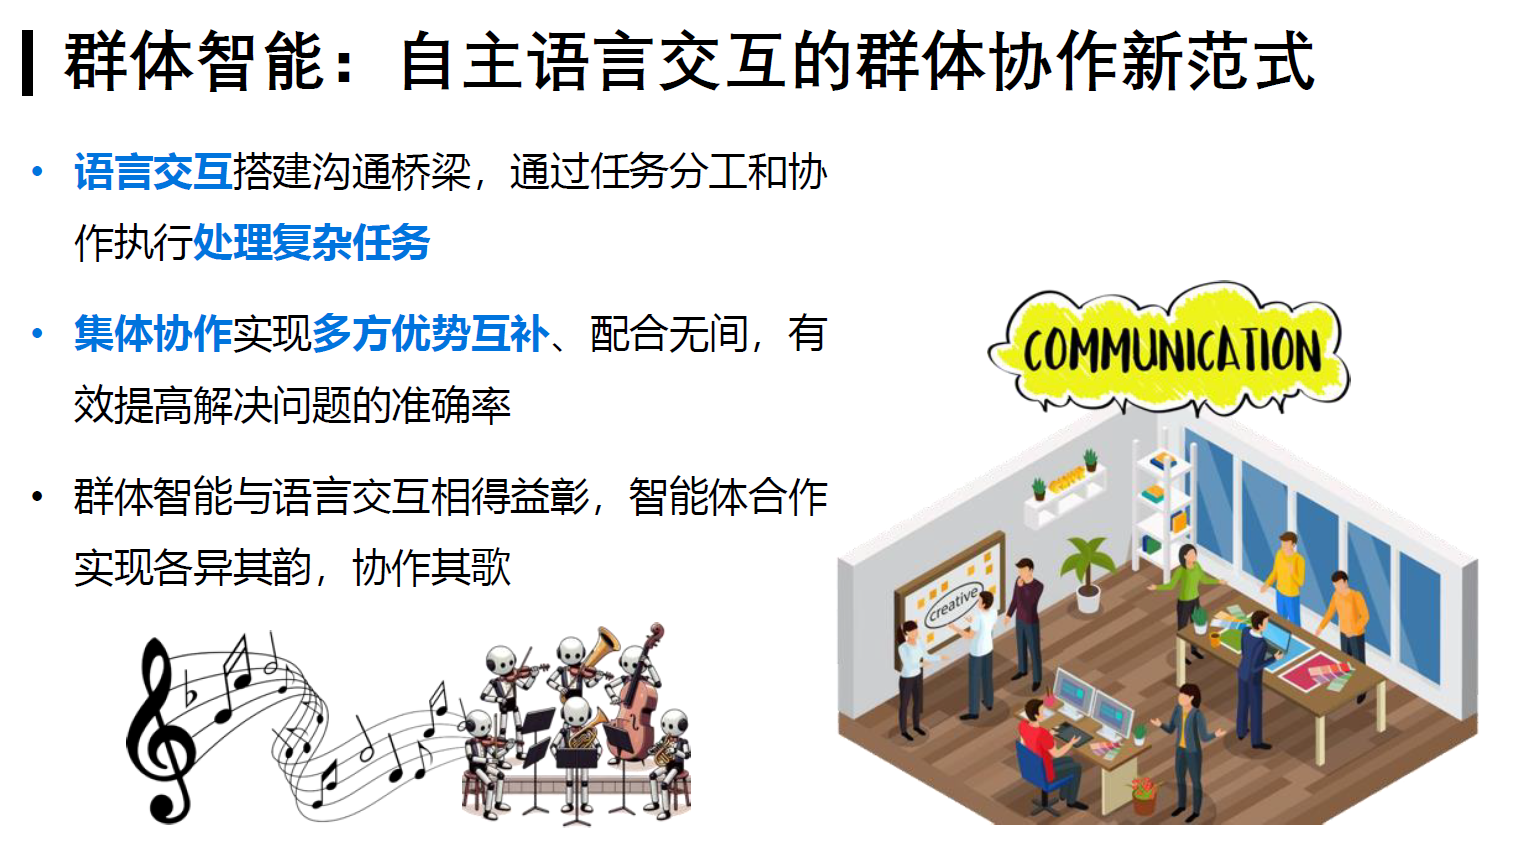 群体智能：自主语言交互的群体协作新范式
• 语言交互搭建沟通桥梁，通过任务分工和协
作执行处理复杂任务
• 集体协作实现多方优势互补、配合无间，有
效提高解决问题的准确率
• 群体智能与语言交互相得益彰，智能体合作
实现各异其韵，协作其歌
COMMUNICATION
creative